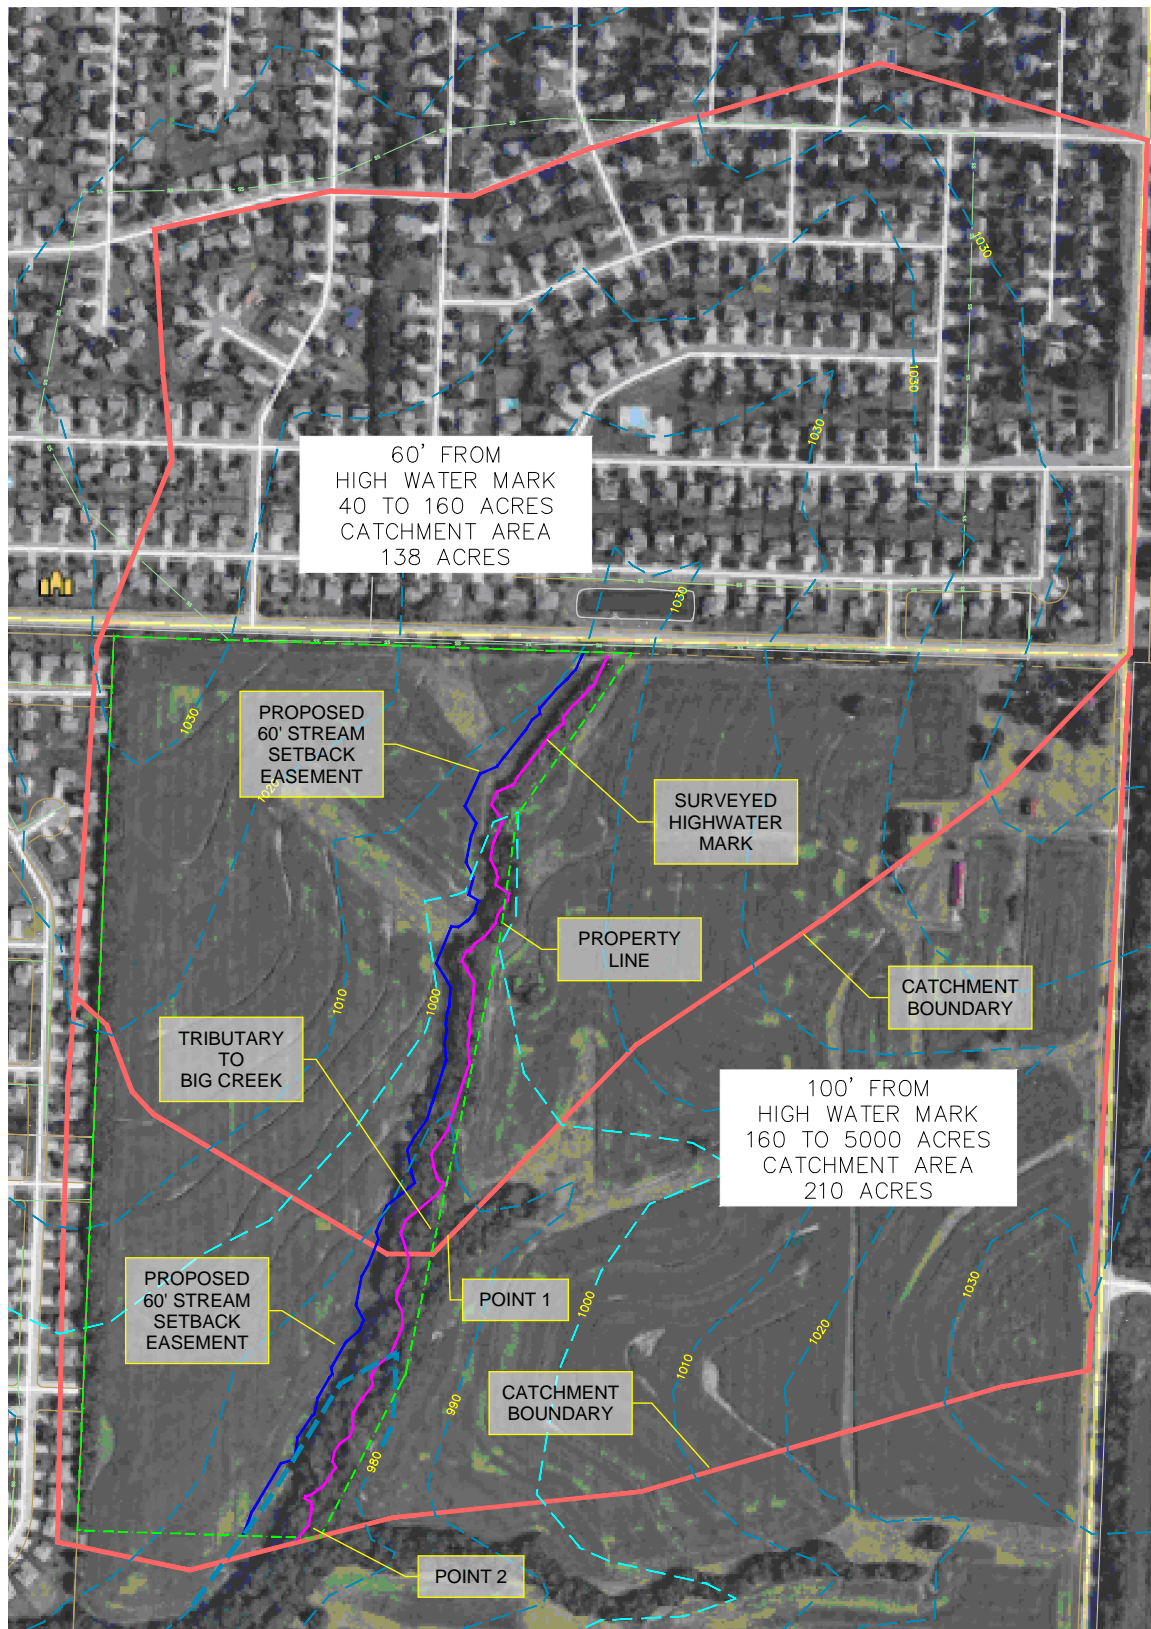 1030
1030
1030
60' FROM
HIGH WATER MARK
40 TO 160 ACRES
CATCHMENT AREA
138 ACRES
1030
PROPOSED
60' STREAM
SETBACK
EASEMENT
1030
1020
SURVEYED
HIGHWATER
MARK
PROPERTY
LINE
CATCHMENT
BOUNDARY
1010
1000
TRIBUTARY
TO
BIG CREEK
100' FROM
HIGH WATER MARK
160 TO 5000 ACRES
CATCHMENT AREA
210 ACRES
PROPOSED
60' STREAM
SETBACK
EASEMENT
POINT 1
1000
1030
1020
1010
990
CATCHMENT
BOUNDARY
980
POINT 2